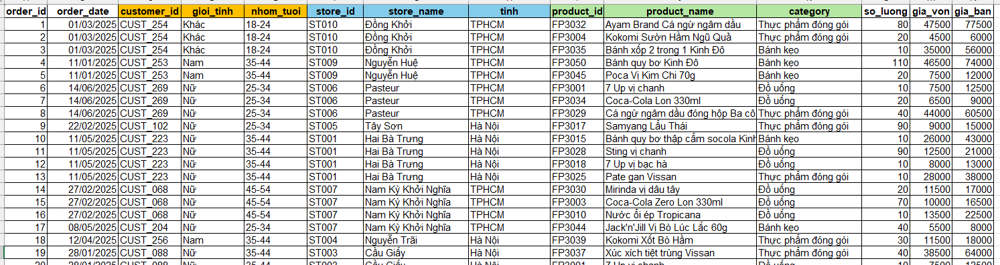 order_id order_date customer_id gioi_tinh nhom_tuoi store_id store_name tinh product_id product_name category so_luong gia_von gia_ban
1 01/03/2025 CUST_254 Khác 18-24 ST010 Đồng Khởi TPHCM FP3032 Ayam Brand Cá ngừ ngâm dầu Thực phẩm đóng gói 80 47500 77500
2 01/03/2025 CUST_254 Khác 18-24 ST010 Đồng Khởi TPHCM FP3004 Kokomi Sườn Hầm Ngũ Quả Thực phẩm đóng gói 20 4500 6000
3 01/03/2025 CUST_254 Khác 18-24 ST010 Đồng Khởi TPHCM FP3035 Bánh xốp 2 trong 1 Kinh Đô Bánh kẹo 10 35000 56000
4 11/01/2025 CUST_253 Nam 35-44 ST009 Nguyễn Huệ TPHCM FP3050 Bánh quy bơ Kinh Đô Bánh kẹo 110 46500 74000
5 11/01/2025 CUST_253 Nam 35-44 ST009 Nguyễn Huệ TPHCM FP3045 Poca Vị Kim Chi 70g Bánh kẹo 20 7500 12000
6 14/06/2025 CUST_269 Nữ 25-34 ST006 Pasteur TPHCM FP3001 7 Up vị chanh Đồ uống 10 7500 12500
7 14/06/2025 CUST_269 Nữ 25-34 ST006 Pasteur TPHCM FP3034 Coca-Cola Lon 330ml Đồ uống 20 6500 9000
8 14/06/2025 CUST_269 Nữ 25-34 ST006 Pasteur TPHCM FP3029 Cá ngừ ngâm dầu đóng hộp Ba cô Thực phẩm đóng gói 40 44000 60500
9 22/02/2025 CUST_102 Nữ 25-34 ST005 Tây Sơn Hà Nội FP3017 Samyang Lẩu Thái Thực phẩm đóng gói 90 9000 15000
10 11/05/2025 CUST_223 Nữ 35-44 ST001 Hai Bà Trưng Hà Nội FP3015 Bánh quy bơ thập cẩm socola Kinh Bánh kẹo 10 26000 43000
11 11/05/2025 CUST_223 Nữ 35-44 ST001 Hai Bà Trưng Hà Nội FP3028 Sting vị chanh Đồ uống 90 12500 21000
12 11/05/2025 CUST_223 Nữ 35-44 ST001 Hai Bà Trưng Hà Nội FP3018 7 Up vị bạc hà Đồ uống 10 8000 13000
13 11/05/2025 CUST_223 Nữ 35-44 ST001 Hai Bà Trưng Hà Nội FP3025 Pate gan Vissan Thực phẩm đóng gói 10 28000 38000
14 27/02/2025 CUST_068 Nữ 45-54 ST007 Nam Kỳ Khởi Nghĩa TPHCM FP3030 Mirinda vị dâu tây Đồ uống 20 11500 17000
15 27/02/2025 CUST_068 Nữ 45-54 ST007 Nam Kỳ Khởi Nghĩa TPHCM FP3003 Coca-Cola Zero Lon 330ml Đồ uống 70 10000 16500
16 27/02/2025 CUST_068 Nữ 45-54 ST007 Nam Kỳ Khởi Nghĩa TPHCM FP3010 Nước ổi ép Tropicana Đồ uống 10 13500 22500
17 08/05/2025 CUST_204 Nữ 25-34 ST007 Nam Kỳ Khởi Nghĩa TPHCM FP3044 Jack'n'Jill Vị Bò Lúc Lắc 60g Bánh kẹo 40 5500 8000
18 12/04/2025 CUST_256 Nam 35-44 ST004 Nguyễn Trãi Hà Nội FP3039 Kokomi Xốt Bò Hầm Thực phẩm đóng gói 30 11500 18000
19 28/01/2025 CUST_088 Nữ 35-44 ST003 Cầu Giấy Hà Nội FP3037 Xúc xích tiệt trùng Vissan Thực phẩm đóng gói 40 38500 64000